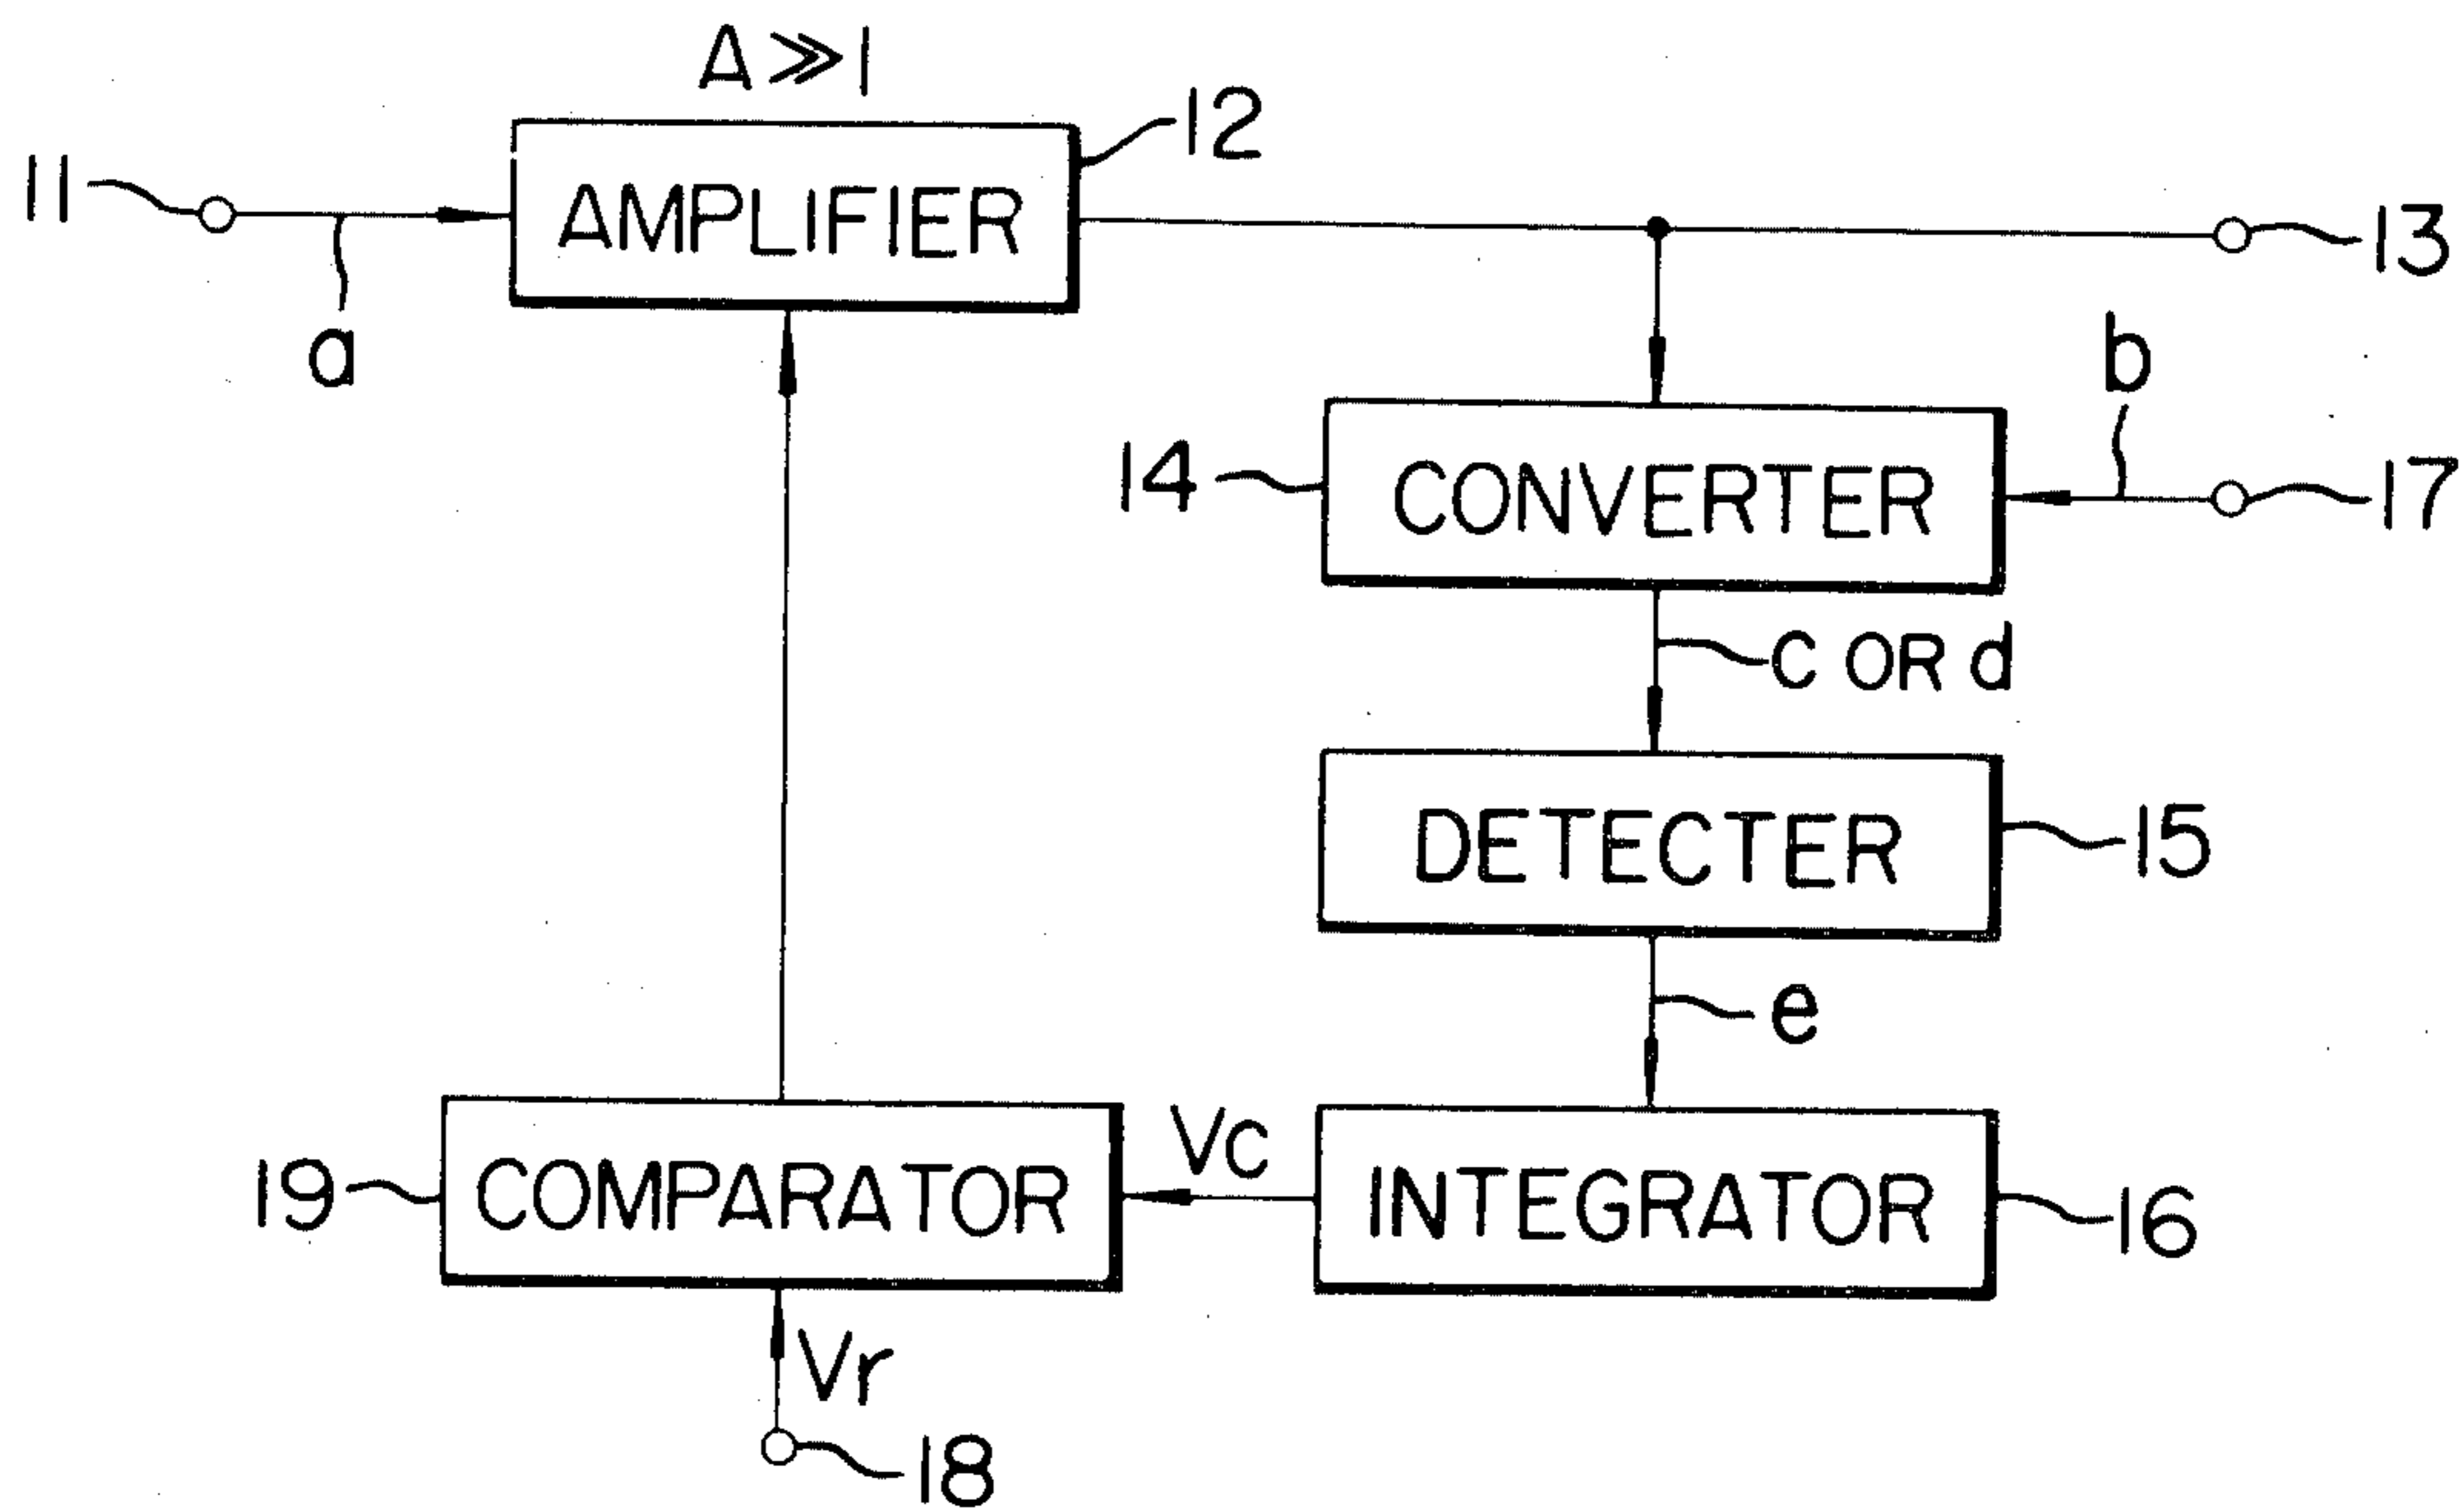 A≫1
12
11
AMPLIFIER
13
a
b
14
CONVERTER
17
c OR d
DETECTER
15
e
19
COMPARATOR
Vc
INTEGRATOR
16
Vr
18